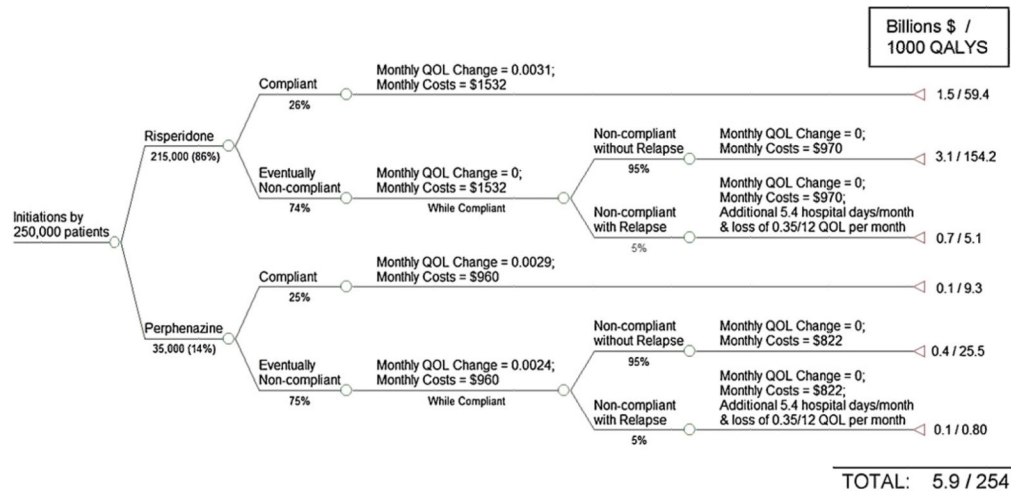 Billions $ /
1000 QALYS
Monthly QOL Change = 0.0031;
Compliant
Monthly Costs = $1532
26%
1.5 / 59.4
Risperidone
215,000 (86%)
Non-compliant
without Relapse
95%
Monthly QOL Change = 0;
Monthly Costs = $970
3.1 / 154.2
Eventually
Non-compliant
74%
Monthly QOL Change = 0;
Monthly Costs = $1532
While Compliant
Monthly QOL Change = 0;
Monthly Costs = $970;
Additional 5.4 hospital days/month
& loss of 0.35/12 QOL per month
Non-compliant
with Relapse
5%
0.7 / 5.1
Initiations by
250,000 patients
Monthly QOL Change = 0.0029;
Compliant
Monthly Costs = $960
25%
0.1 / 9.3
Perphenazine
35,000 (14%)
Non-compliant
without Relapse
95%
Monthly QOL Change = 0;
Monthly Costs = $822
0.4 / 25.5
Eventually
Non-compliant
75%
Monthly QOL Change = 0.0024;
Monthly Costs = $960
While Compliant
Monthly QOL Change = 0;
Monthly Costs = $822;
Additional 5.4 hospital days/month
& loss of 0.35/12 QOL per month
Non-compliant
with Relapse
5%
0.1 / 0.80
TOTAL: 5.9 / 254